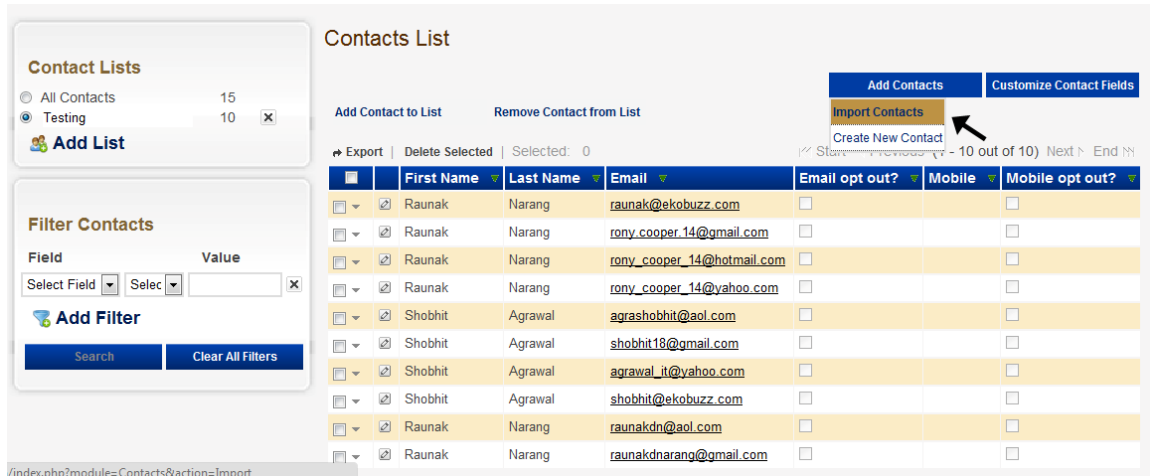 Contacts List
Contact Lists
All Contacts 15
Testing 10
Add List
Add Contacts Customize Contact Fields
Add Contact to List Remove Contact from List Import Contacts
Create New Contact
Export | Delete Selected | Selected: 0 Start Previous (1 - 10 out of 10) Next End
First Name Last Name Email Email opt out? Mobile Mobile opt out?
Raunak Narang raunak@ekobuzz.com
Raunak Narang rony.cooper.14@gmail.com
Raunak Narang rony_cooper_14@hotmail.com
Raunak Narang rony_cooper_14@yahoo.com
Shobhit Agrawal agrashobhit@aol.com
Shobhit Agrawal shobhit18@gmail.com
Shobhit Agrawal agrawal_it@yahoo.com
Shobhit Agrawal shobhit@ekobuzz.com
Raunak Narang raunakdn@aol.com
Raunak Narang raunakdnarang@gmail.com
Filter Contacts
Field Value
Select Field Selec
Add Filter
Search Clear All Filters
/index.php?module=Contacts&action=Import